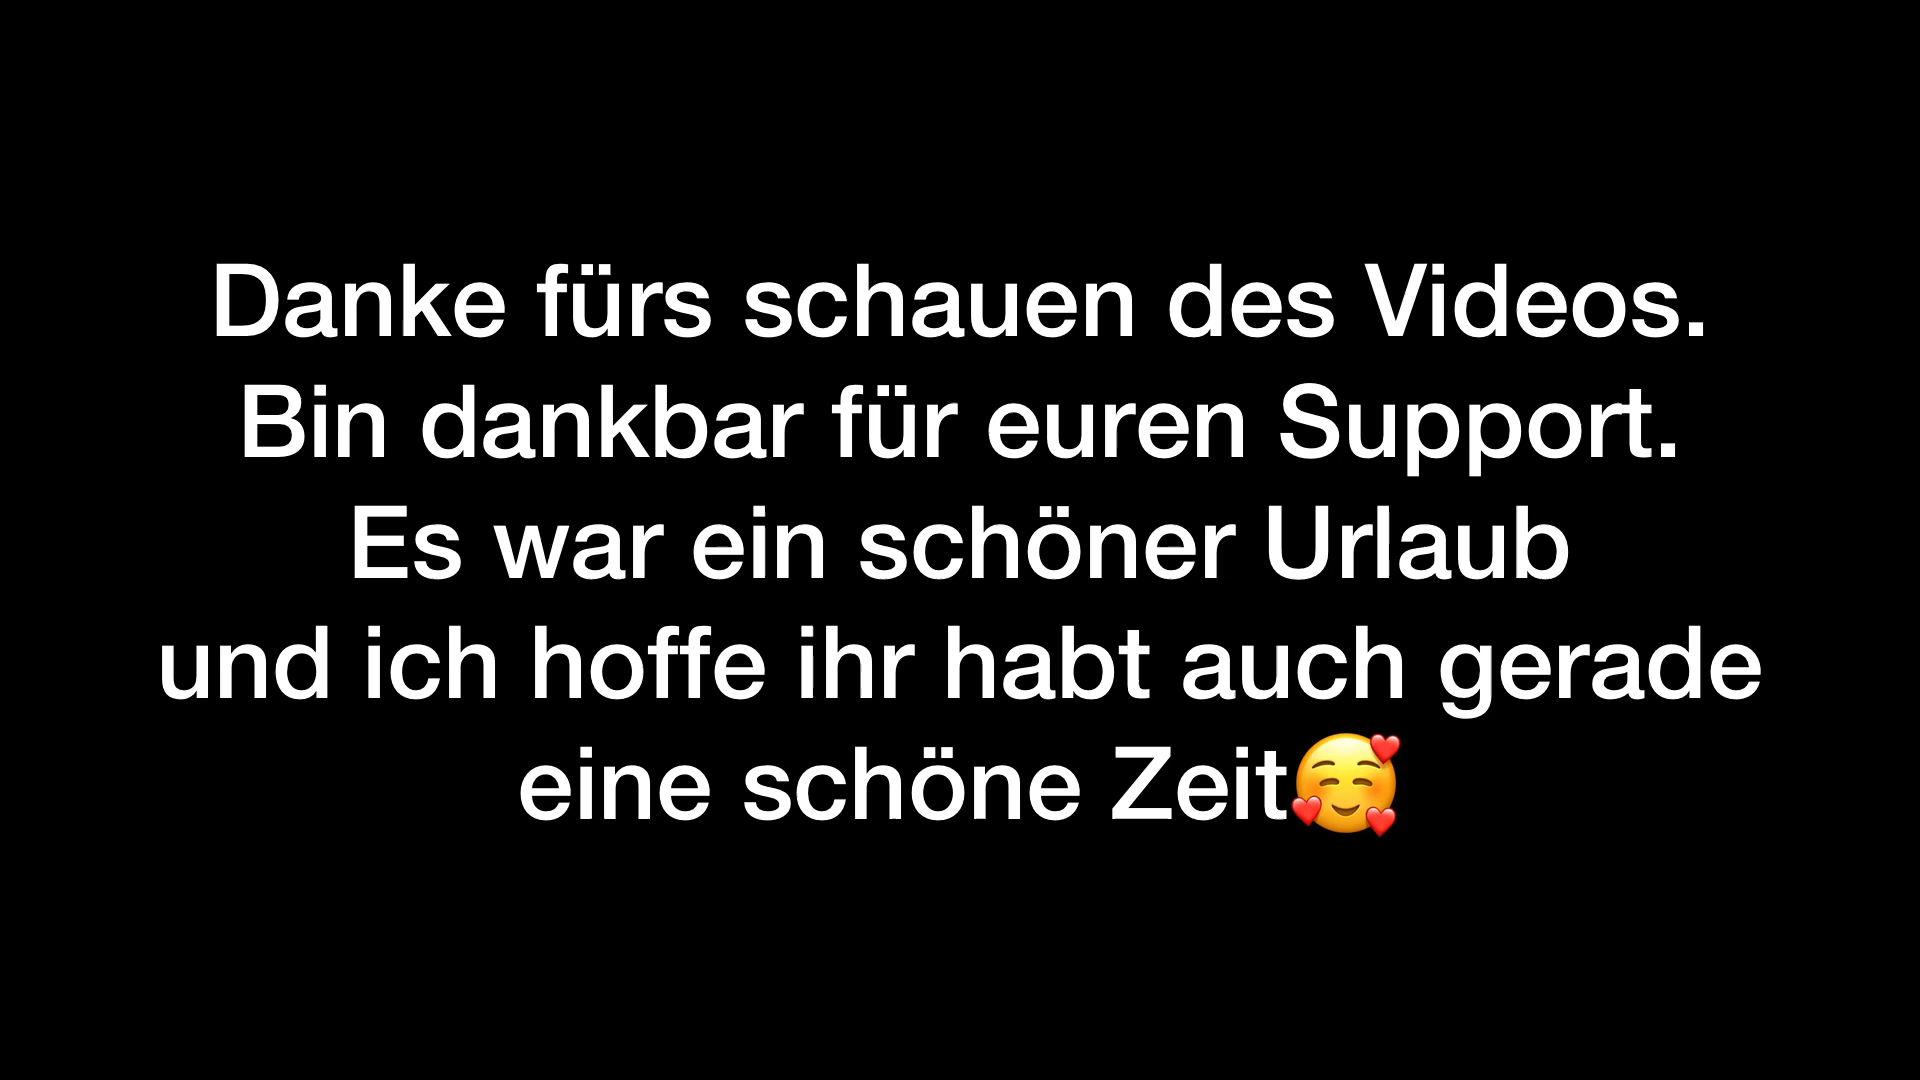 Danke fürs schauen des Videos.
Bin dankbar für euren Support.
Es war ein schöner Urlaub
und ich hoffe ihr habt auch gerade
eine schöne Zeit🥰